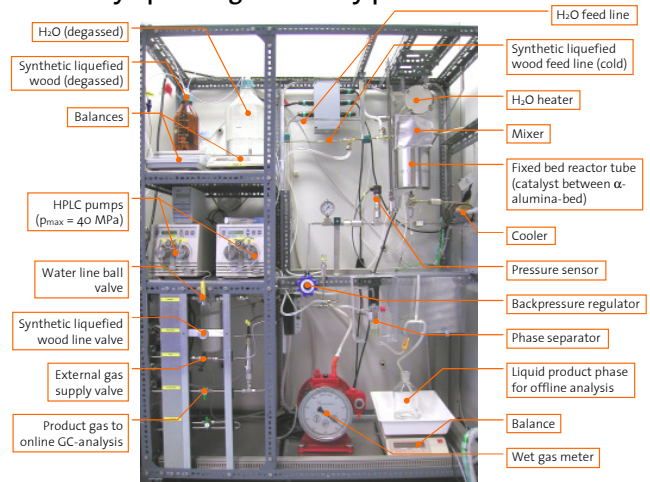 H2O (degassed)
Synthetic liquefied
wood (degassed)
Balances
HPLC pumps
(pmax = 40 MPa)
Water line ball
valve
Synthetic liquefied
wood line valve
External gas
supply valve
Product gas to
online GC-analysis
H2O feed line
Synthetic liquefied
wood feed line (cold)
H2O heater
Mixer
Fixed bed reactor tube
(catalyst between α-
alumina-bed)
Cooler
Pressure sensor
Backpressure regulator
Phase separator
Liquid product phase
for offline analysis
Balance
Wet gas meter